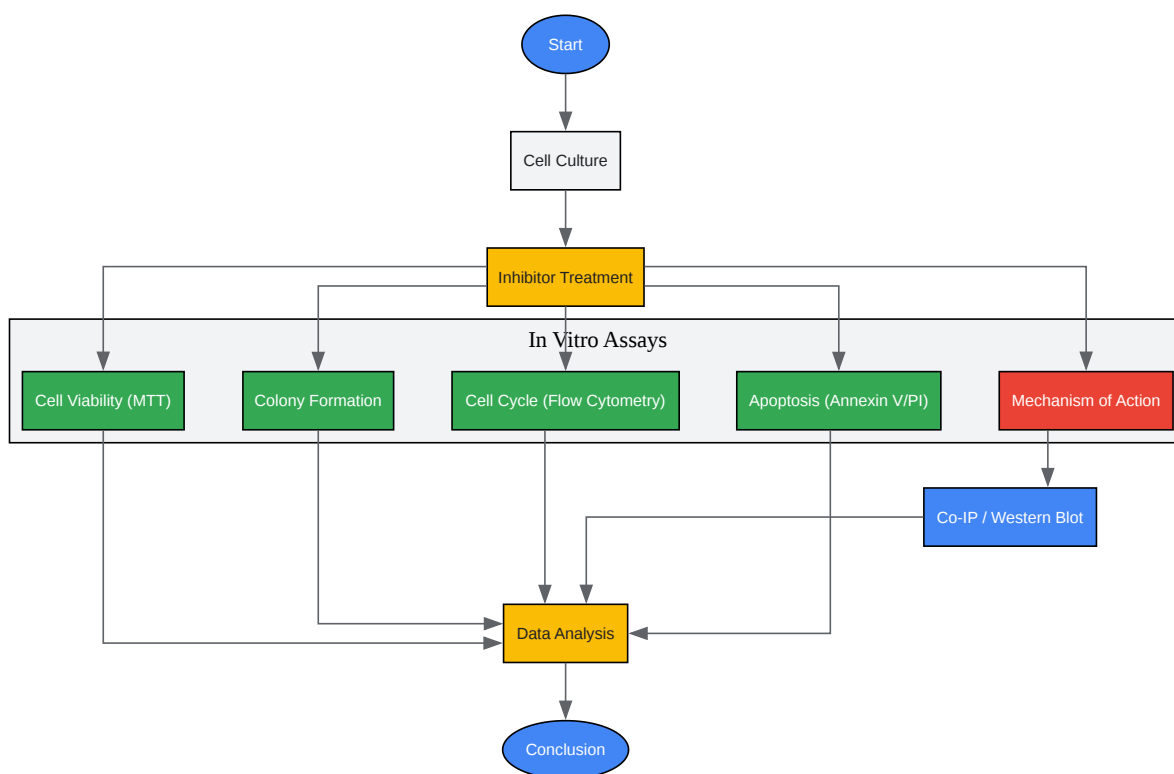 Start
Cell Culture
Inhibitor Treatment
In Vitro Assays
Cell Viability (MTT)
Colony Formation
Cell Cycle (Flow Cytometry)
Apoptosis (Annexin V/PI)
Mechanism of Action
Co-IP / Western Blot
Data Analysis
Conclusion